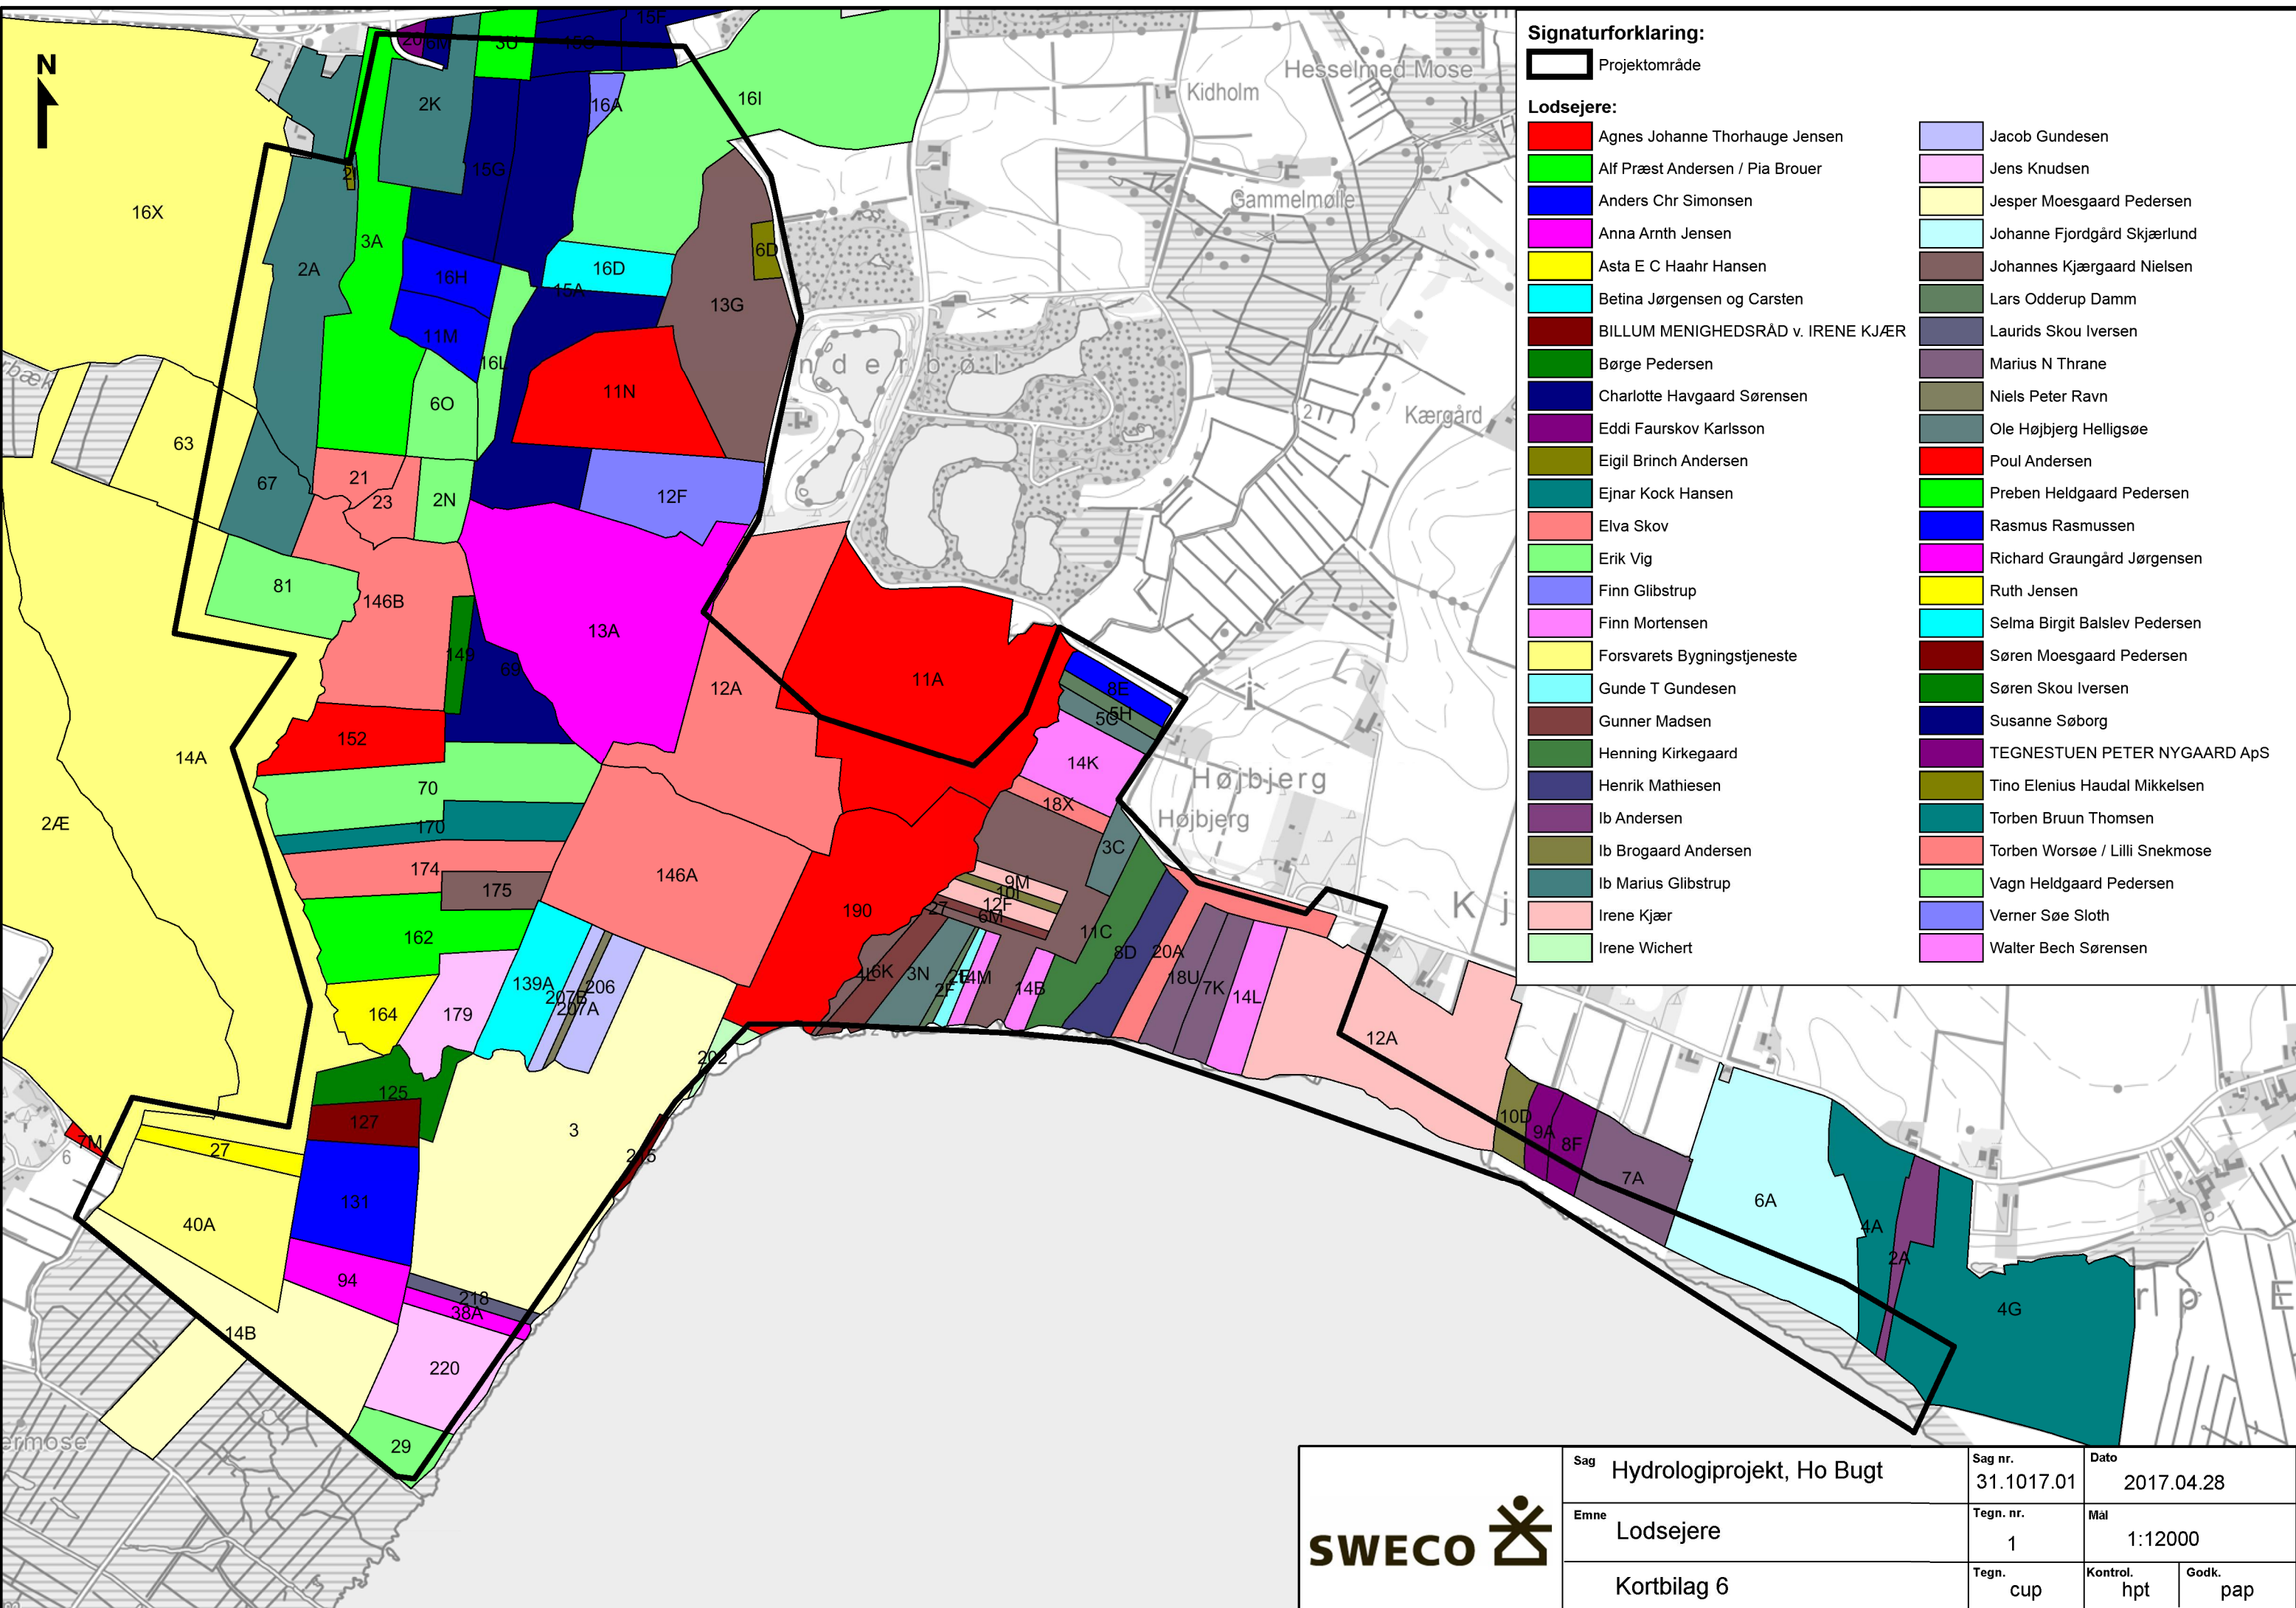 N
Signaturforklaring:
Projektområde
Lodsejere:
Agnes Johanne Thorhauge Jensen
Alf Præst Andersen / Pia Brouer
Anders Chr Simonsen
Anna Arnth Jensen
Asta E C Haahr Hansen
Betina Jørgensen og Carsten
BILLUM MENIGHEDSRÅD v. IRENE KJÆR
Børge Pedersen
Charlotte Havgaard Sørensen
Eddi Faurskov Karlsson
Eigil Brinch Andersen
Ejnar Kock Hansen
Elva Skov
Erik Vig
Finn Glibstrup
Finn Mortensen
Forsvarets Bygningstjeneste
Gunde T Gundesen
Gunner Madsen
Henning Kirkegaard
Henrik Mathiesen
Ib Andersen
Ib Brogaard Andersen
Ib Marius Glibstrup
Irene Kjær
Irene Wichert
Jacob Gundesen
Jens Knudsen
Jesper Moesgaard Pedersen
Johanne Fjordgård Skjærlund
Johannes Kjærgaard Nielsen
Lars Odderup Damm
Laurids Skou Iversen
Marius N Thrane
Niels Peter Ravn
Ole Højbjerg Helligsøe
Poul Andersen
Preben Heldgaard Pedersen
Rasmus Rasmussen
Richard Graungård Jørgensen
Ruth Jensen
Selma Birgit Balslev Pedersen
Søren Moesgaard Pedersen
Søren Skou Iversen
Susanne Søborg
TEGNESTUEN PETER NYGAARD ApS
Tino Elenius Haudal Mikkelsen
Torben Bruun Thomsen
Torben Worsøe / Lilli Snekmose
Vagn Heldgaard Pedersen
Verner Søe Sloth
Walter Bech Sørensen
3U
15F
2K
16A
16I
Kidholm
Hesselmed Mose
15G
Gammelmølle
16X
3A
2A
6D
16H
16D
15A
13G
11M
16L
11N
6O
Kærgård
63
67
21
23
2N
12F
81
146B
13A
149
69
12A
11A
8E
5H
14K
152
14A
70
18X
Højbjerg
Højbjerg
2Æ
170
3C
174
175
146A
9M
10I
12F
6M
27
190
162
11C
8D
20A
18U
7K
14L
6K
3N
2F
14M
14B
139A
207B
207A
206
164
179
12A
202
125
127
3
7M
6
27
10D
9A
8F
7A
6A
4A
2A
4G
131
40A
94
218
38A
14B
220
29
SWECO
Sag Hydrologiprojekt, Ho Bugt
Sag nr. 31.1017.01
Dato 2017.04.28
Emne Lodsejere
Tegn. nr. 1
Mål 1:12000
Kortbilag 6
Tegn. cup
Kontrol. hpt
Godk. pap